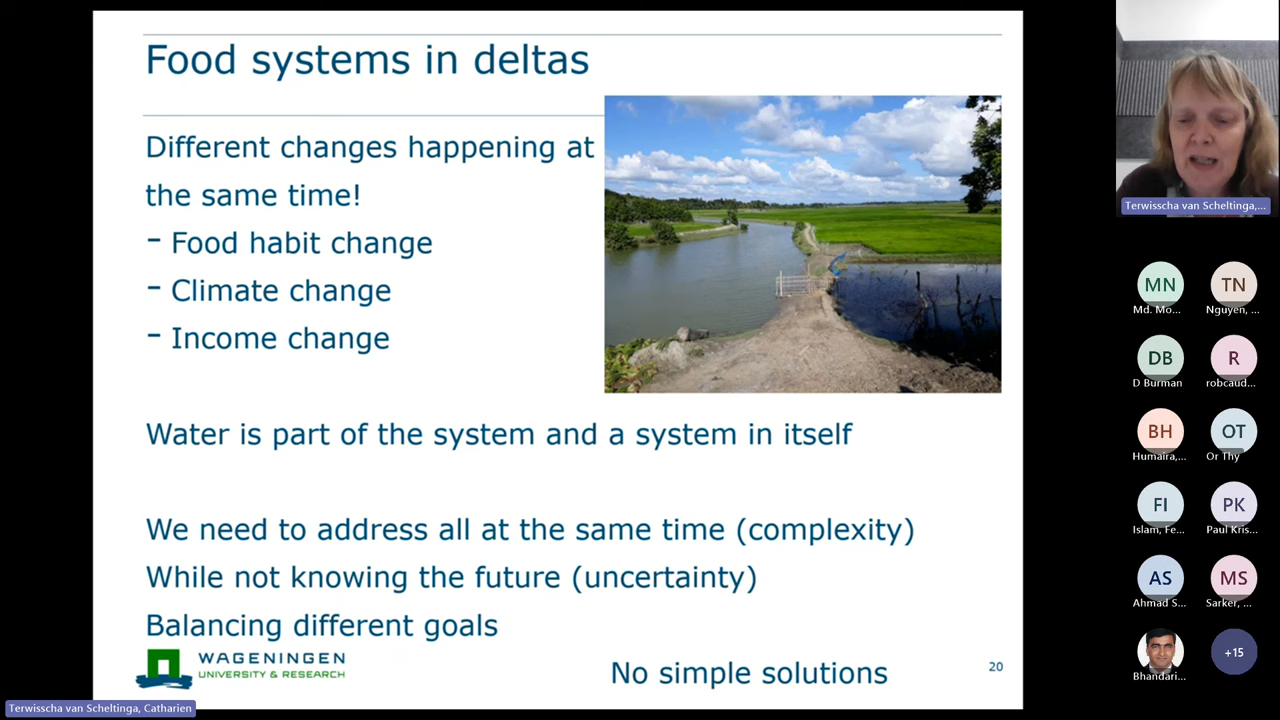 Food systems in deltas
Different changes happening at
the same time!
- Food habit change
- Climate change
- Income change
Water is part of the system and a system in itself
We need to address all at the same time (complexity)
While not knowing the future (uncertainty)
Balancing different goals
WAGENINGEN
UNIVERSITY & RESEARCH
No simple solutions
20
Terwisscha van Scheltinga, Catharien
Terwisscha van Scheltinga,...
MN
Md. Mo...
TN
Nguyen, ...
DB
D Burman
R
robcaud...
BH
Humaira,...
OT
Or Thy
FI
Islam, Fe...
PK
Paul Kris...
AS
Ahmad S...
MS
Sarker, ...
Bhandari...
+15